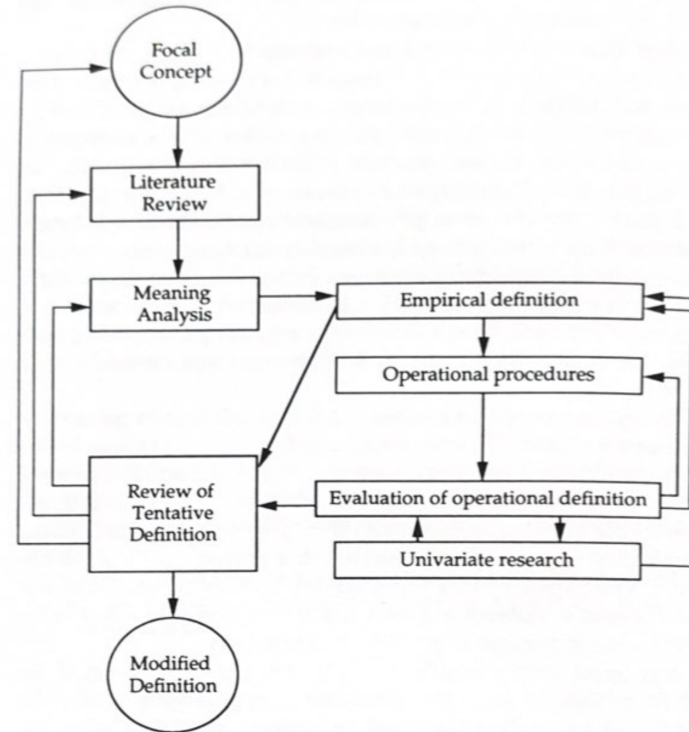 Focal
Concept
Literature
Review
Meaning
Analysis
Empirical definition
Operational procedures
Review of
Tentative
Definition
Evaluation of operational definition
Univariate research
Modified
Definition